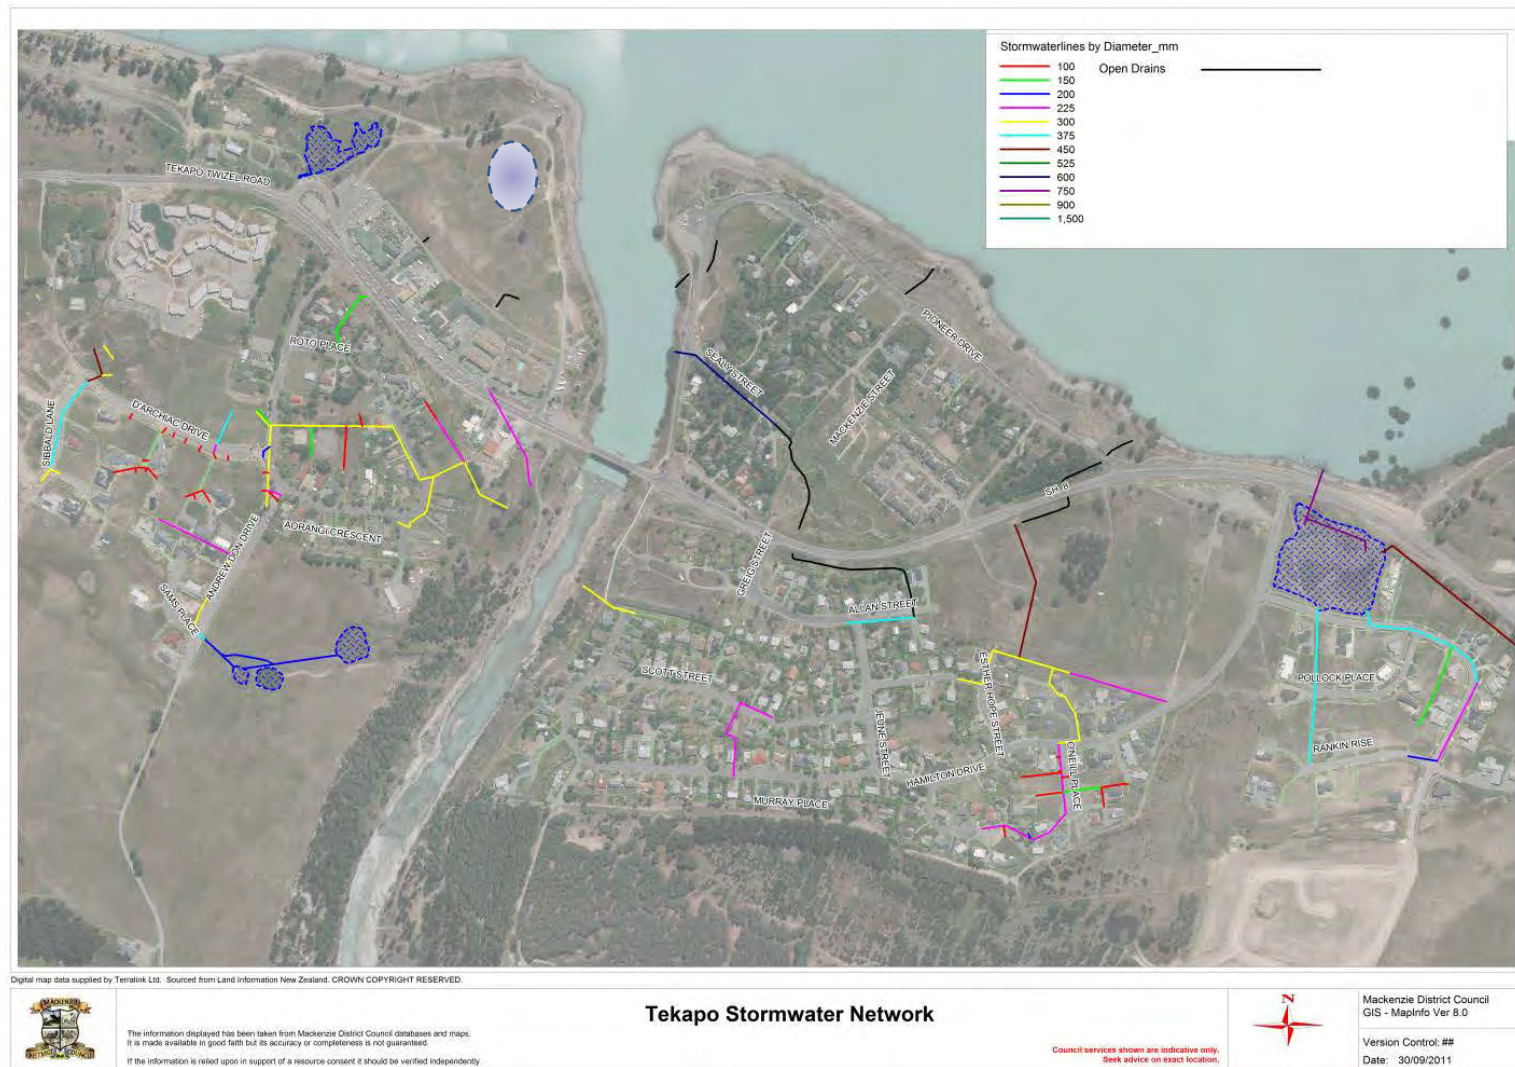 Stormwaterlines by Diameter_mm
100
Open Drains
150
200
225
300
375
450
525
600
750
900
1,500
TEKAPO TWIZEL ROAD
ROTO PLACE
SEALY STREET
PIONEER DRIVE
MACKENZIE STREET
SIBBALD LANE
D'ARCHIAC DRIVE
SH 8
AORANGI CRESCENT
ANDREW DON DRIVE
GREIG STREET
SAMS PLACE
ALLAN STREET
SCOTT STREET
ESTHER HOPE STREET
POLLOCK PLACE
JEUNE STREET
RANKIN RISE
HAMILTON DRIVE
O'NEILL PLACE
MURRAY PLACE
Digital map data supplied by Terralink Ltd. Sourced from Land Information New Zealand. CROWN COPYRIGHT RESERVED.
MACKENZIE
DISTRICT COUNCIL
The information displayed has been taken from Mackenzie District Council databases and maps.
It is made available in good faith but its accuracy or completeness is not guaranteed.
If the information is relied upon in support of a resource consent it should be verified independently.
Tekapo Stormwater Network
Council services shown are indicative only.
Seek advice on exact location.
N
Mackenzie District Council
GIS - MapInfo Ver 8.0
Version Control: ##
Date: 30/09/2011